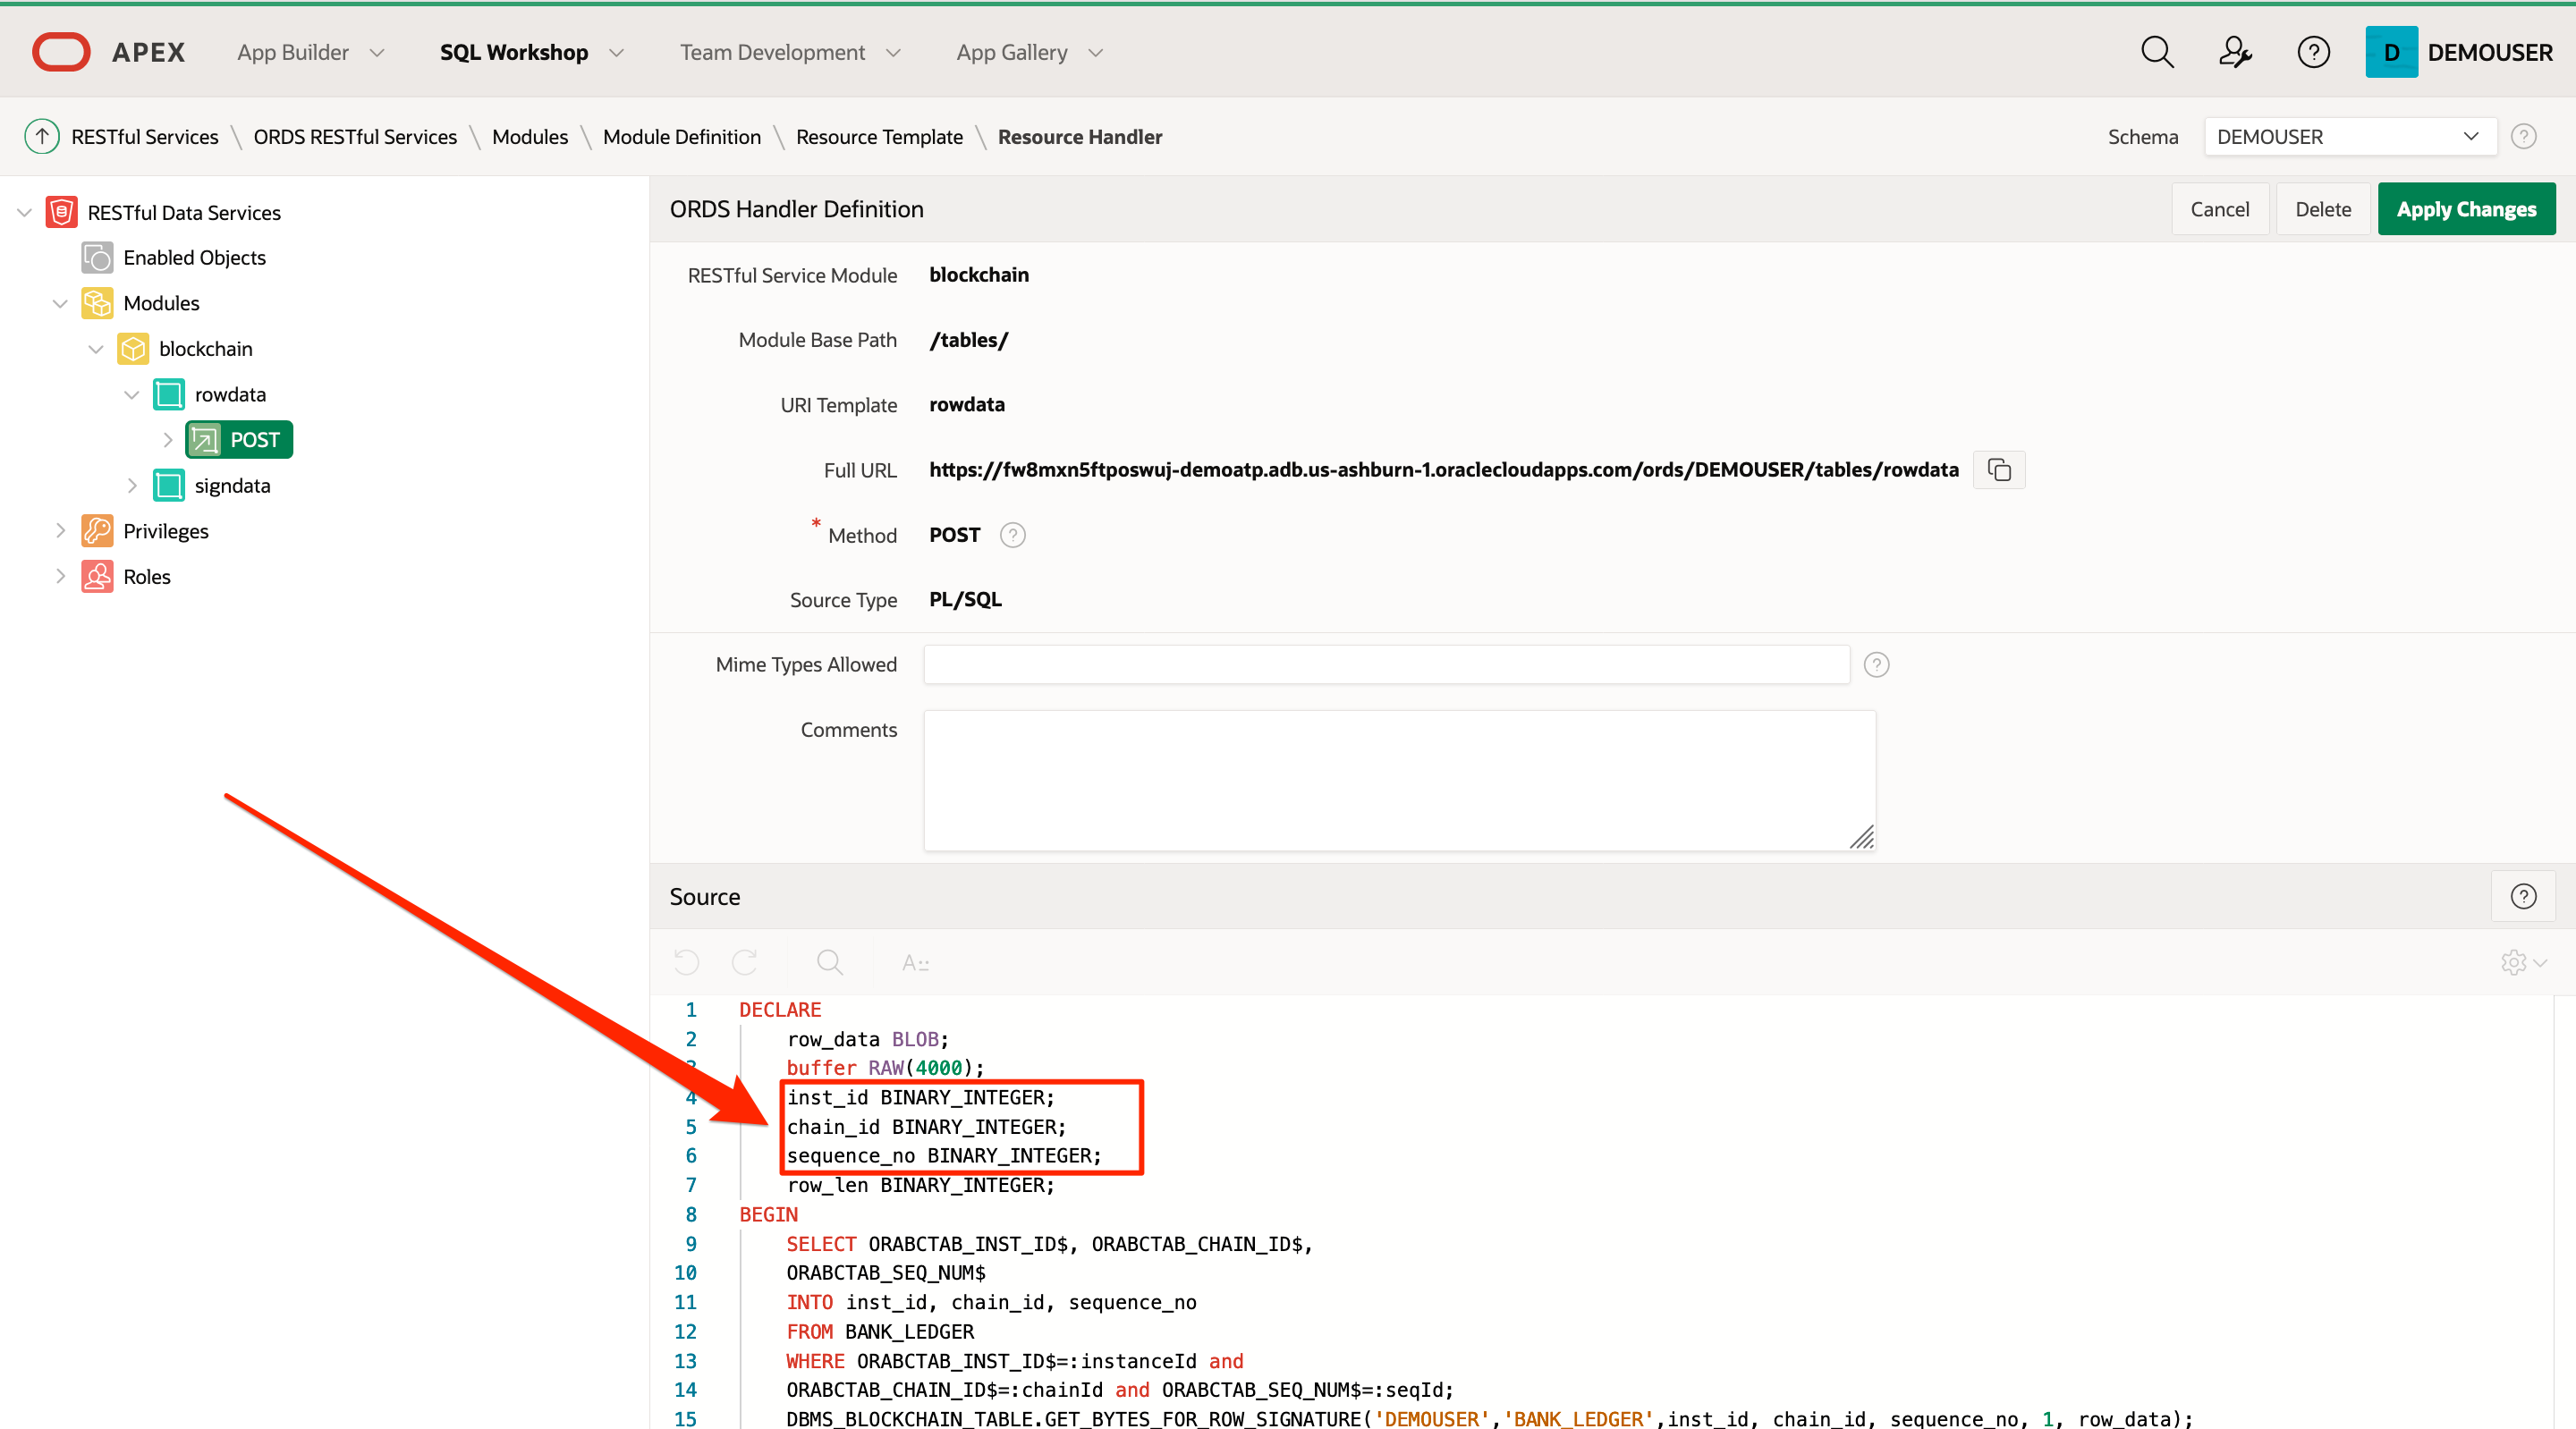 APEX App Builder SQL Workshop Team Development App Gallery D DEMOUSER
RESTful Services \ ORDS RESTful Services \ Modules \ Module Definition \ Resource Template \ Resource Handler Schema DEMOUSER
RESTful Data Services
Enabled Objects
Modules
blockchain
rowdata
POST
signdata
Privileges
Roles
ORDS Handler Definition Cancel Delete Apply Changes
RESTful Service Module blockchain
Module Base Path /tables/
URI Template rowdata
Full URL https://fw8mxn5ftposwuj-demoatp.adb.us-ashburn-1.oraclecloudapps.com/ords/DEMOUSER/tables/rowdata
* Method POST
Source Type PL/SQL
Mime Types Allowed
Comments
Source
1 DECLARE
2 row_data BLOB;
3 buffer RAW(4000);
4 inst_id BINARY_INTEGER;
5 chain_id BINARY_INTEGER;
6 sequence_no BINARY_INTEGER;
7 row_len BINARY_INTEGER;
8 BEGIN
9 SELECT ORABCTAB_INST_ID$, ORABCTAB_CHAIN_ID$,
10 ORABCTAB_SEQ_NUM$
11 INTO inst_id, chain_id, sequence_no
12 FROM BANK_LEDGER
13 WHERE ORABCTAB_INST_ID$=:instanceId and
14 ORABCTAB_CHAIN_ID$=:chainId and ORABCTAB_SEQ_NUM$=:seqId;
15 DBMS_BLOCKCHAIN_TABLE.GET_BYTES_FOR_ROW_SIGNATURE('DEMOUSER','BANK_LEDGER',inst_id, chain_id, sequence_no, 1, row_data);